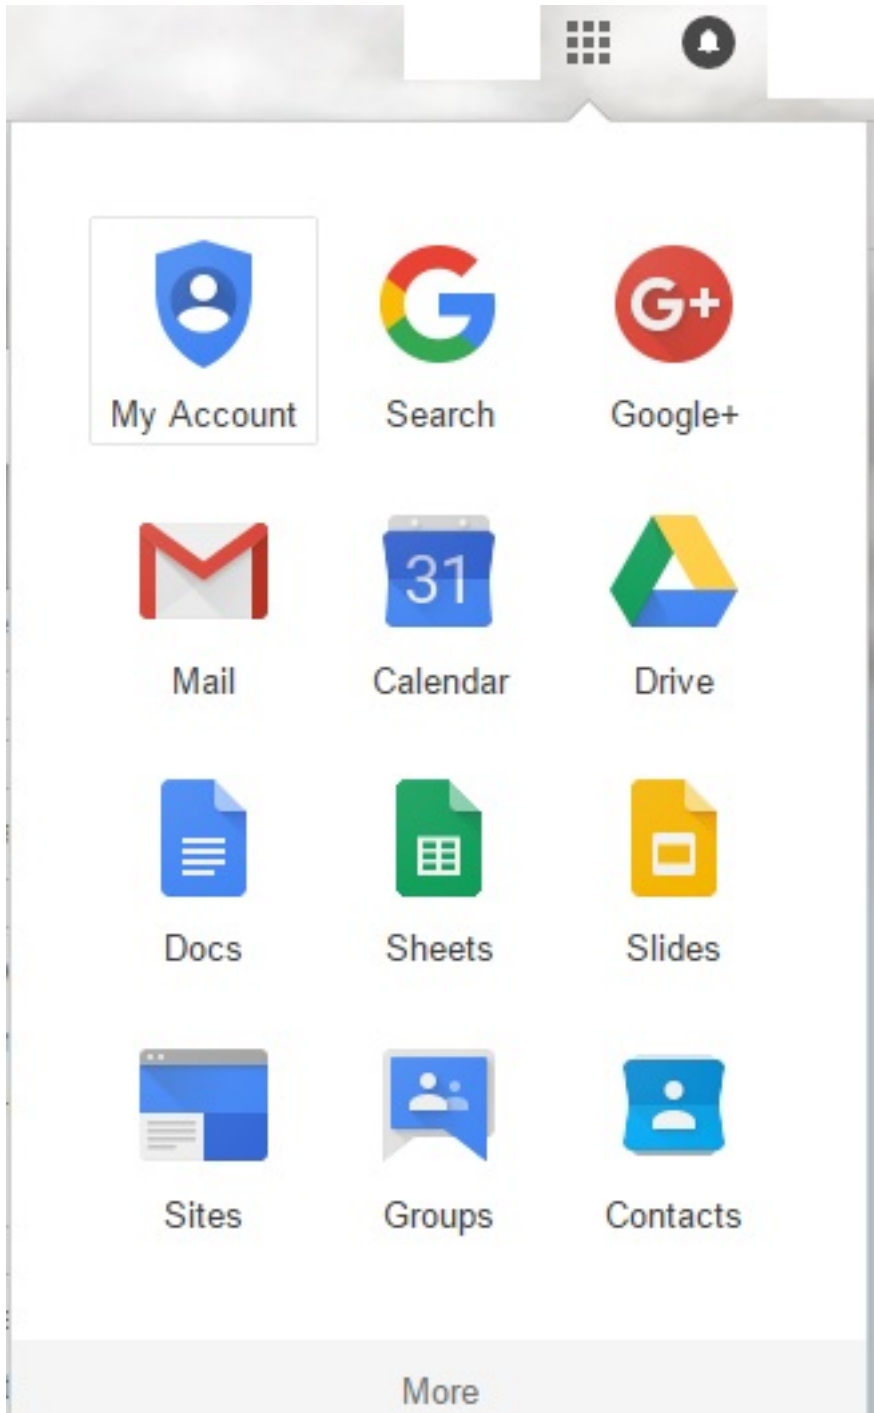 My Account Search Google+
31
Mail Calendar Drive
Docs Sheets Slides
Sites Groups Contacts
More